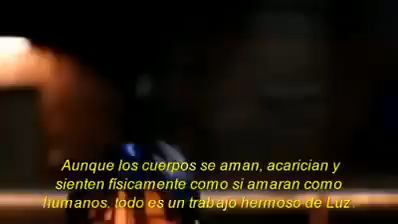 Aunque los cuerpos se aman, acarician y
sienten físicamente como si amaran como
humanos. todo es un trabajo hermoso de Luz.